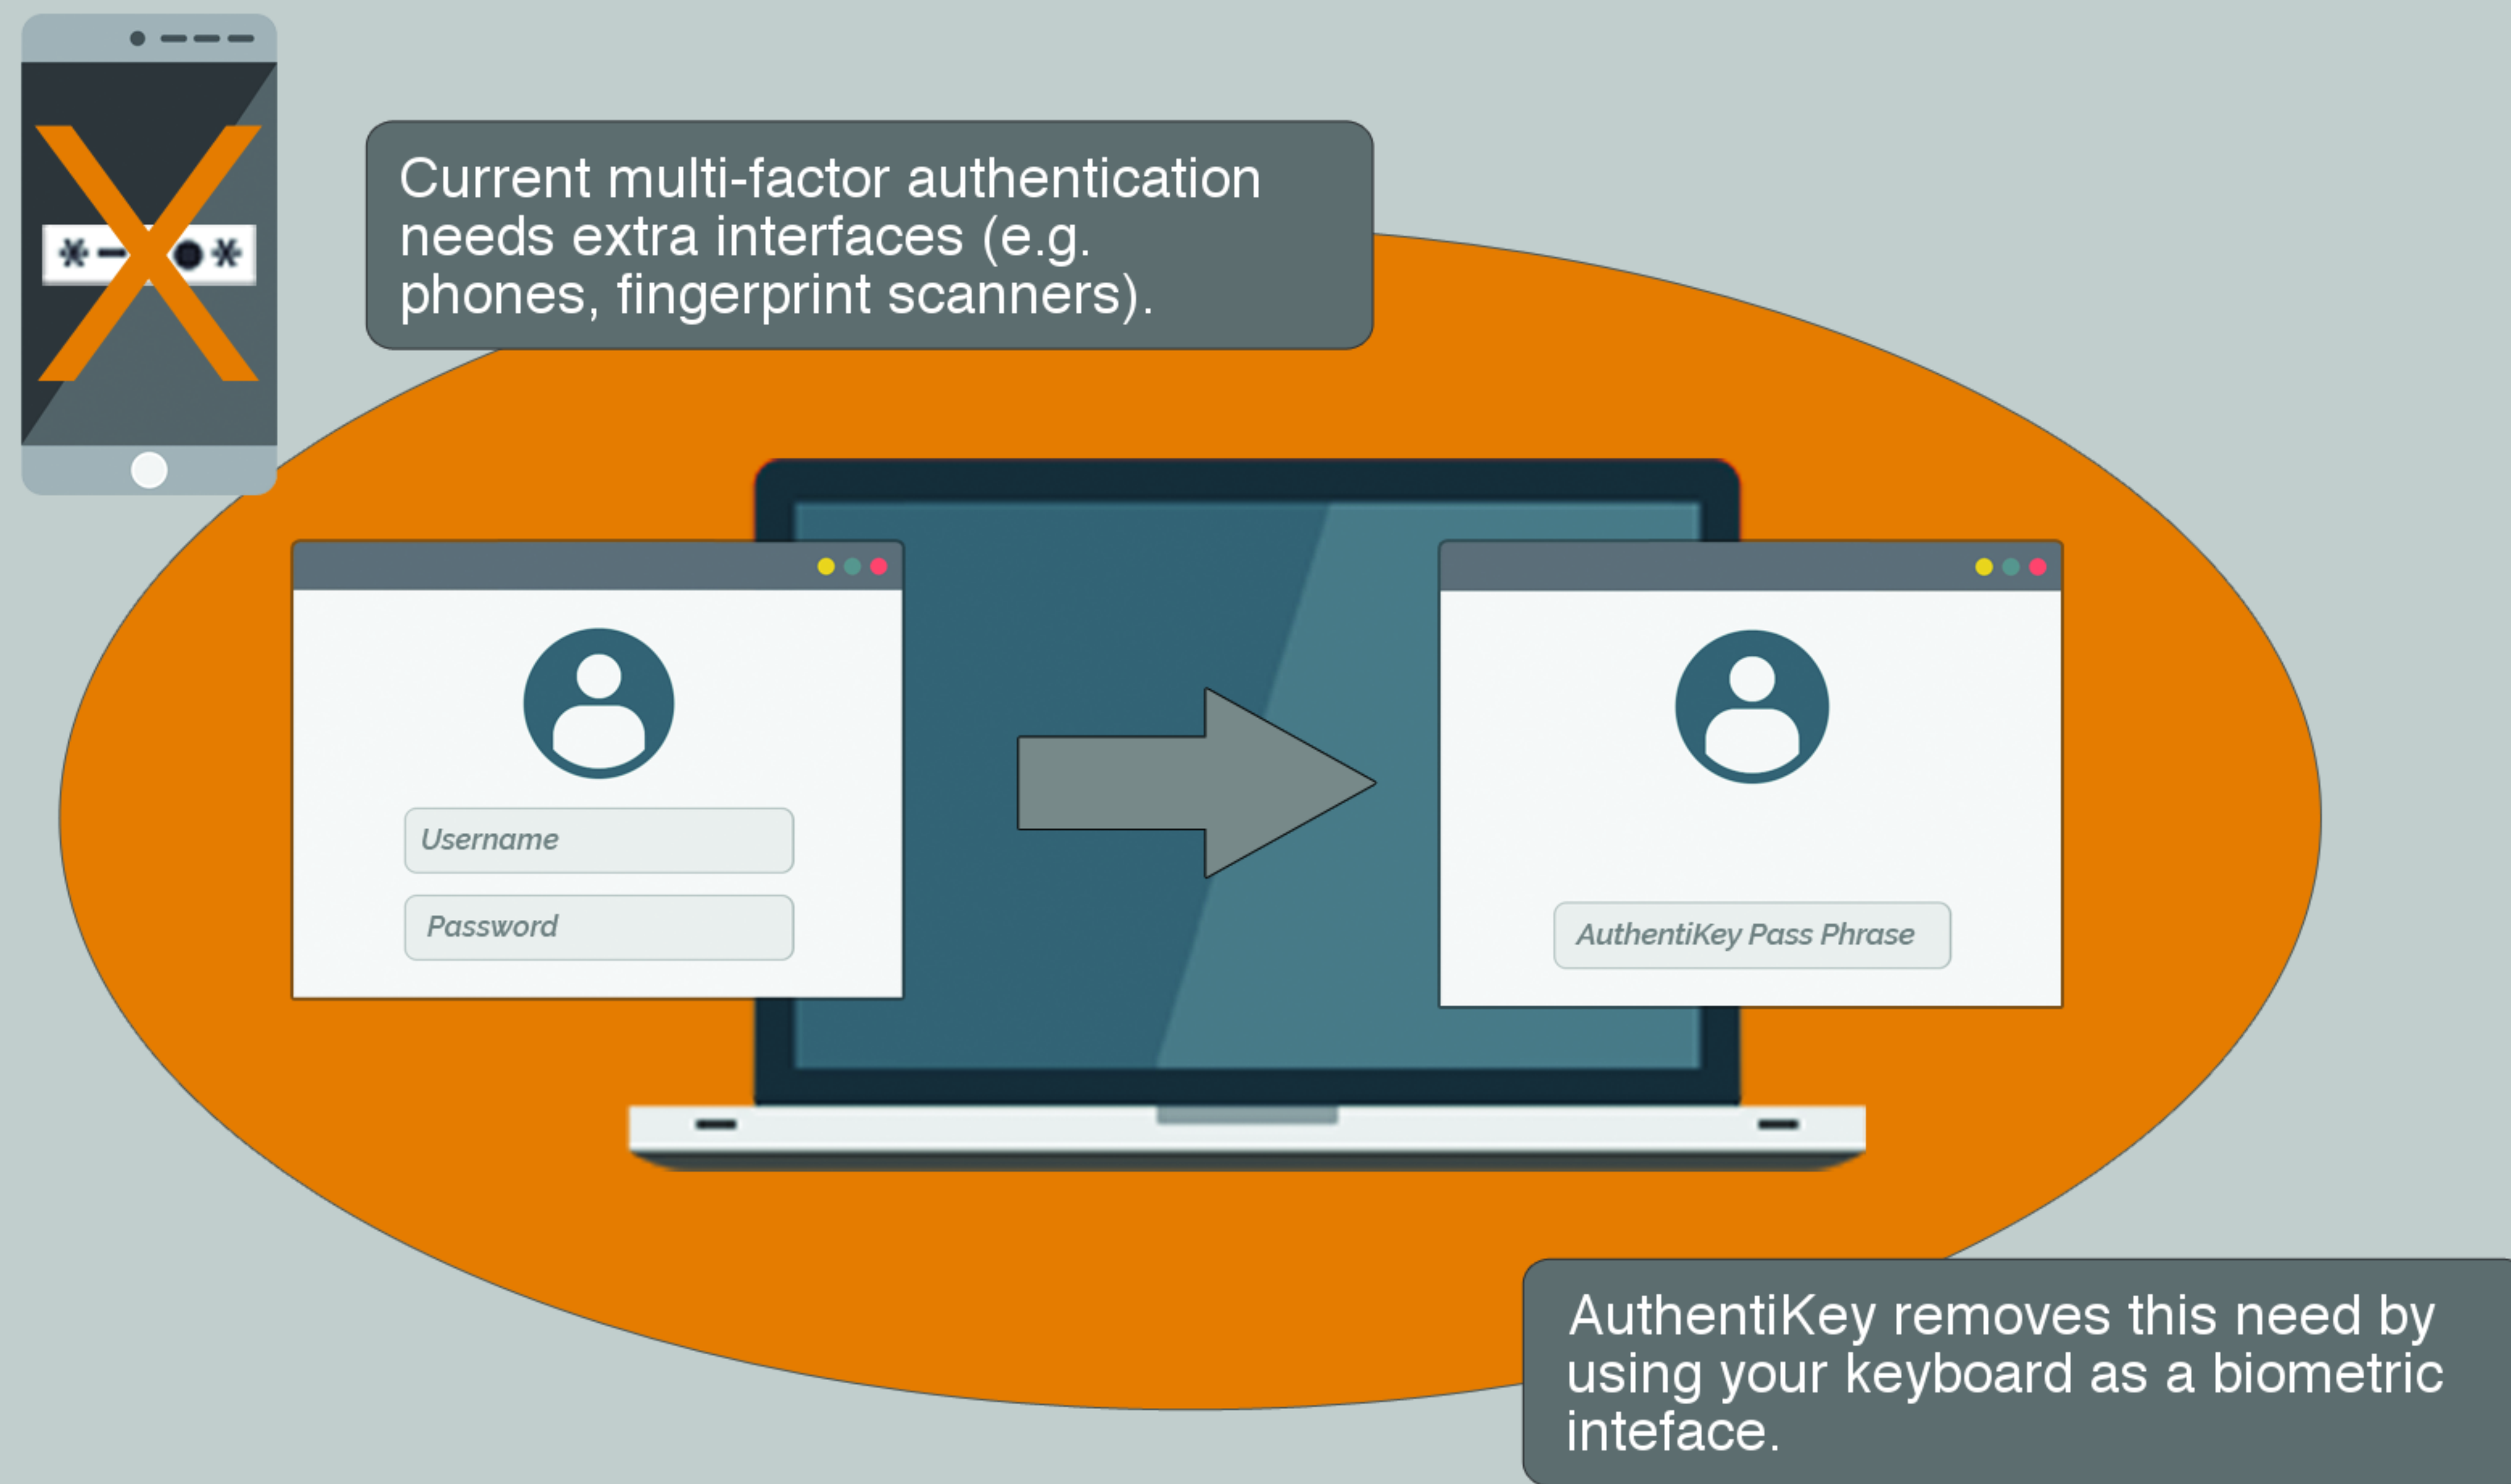 Current multi-factor authentication
needs extra interfaces (e.g.
phones, fingerprint scanners).
Username
Password
AuthentiKey Pass Phrase
AuthentiKey removes this need by
using your keyboard as a biometric
inteface.